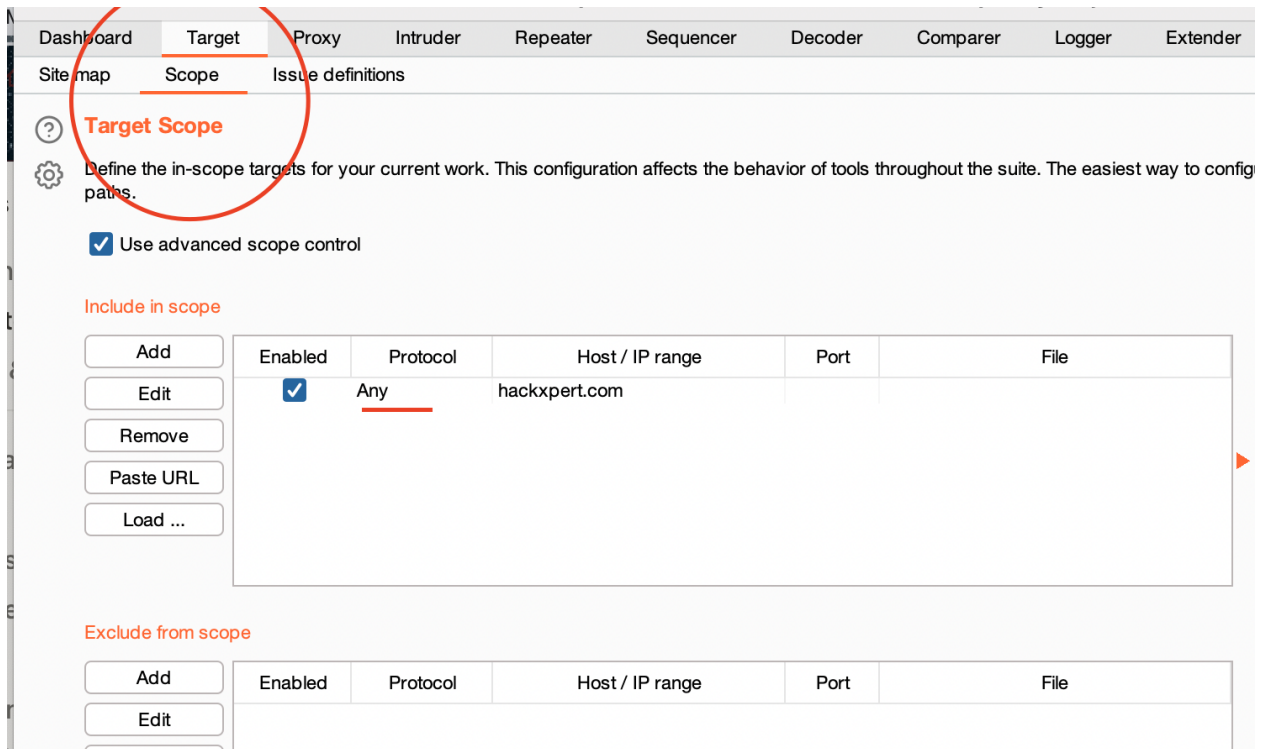 Dashboard Target Proxy Intruder Repeater Sequencer Decoder Comparer Logger Extender
Site map Scope Issue definitions
Target Scope
Define the in-scope targets for your current work. This configuration affects the behavior of tools throughout the suite. The easiest way to config
paths.
Use advanced scope control
Include in scope
Add
Edit
Remove
Paste URL
Load ...
Enabled Protocol Host / IP range Port File
Any hackxpert.com
Exclude from scope
Add
Edit
Enabled Protocol Host / IP range Port File